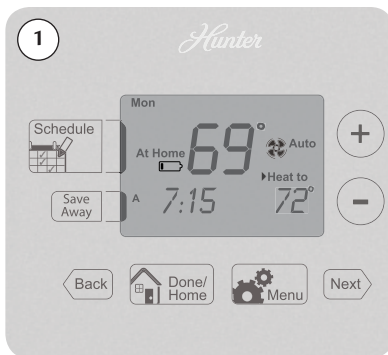 1
Hunter
Mon
Schedule
At Home
69°
Auto
Heat to
Save
Away
A
7:15
72°
Back
Done/
Home
Menu
Next